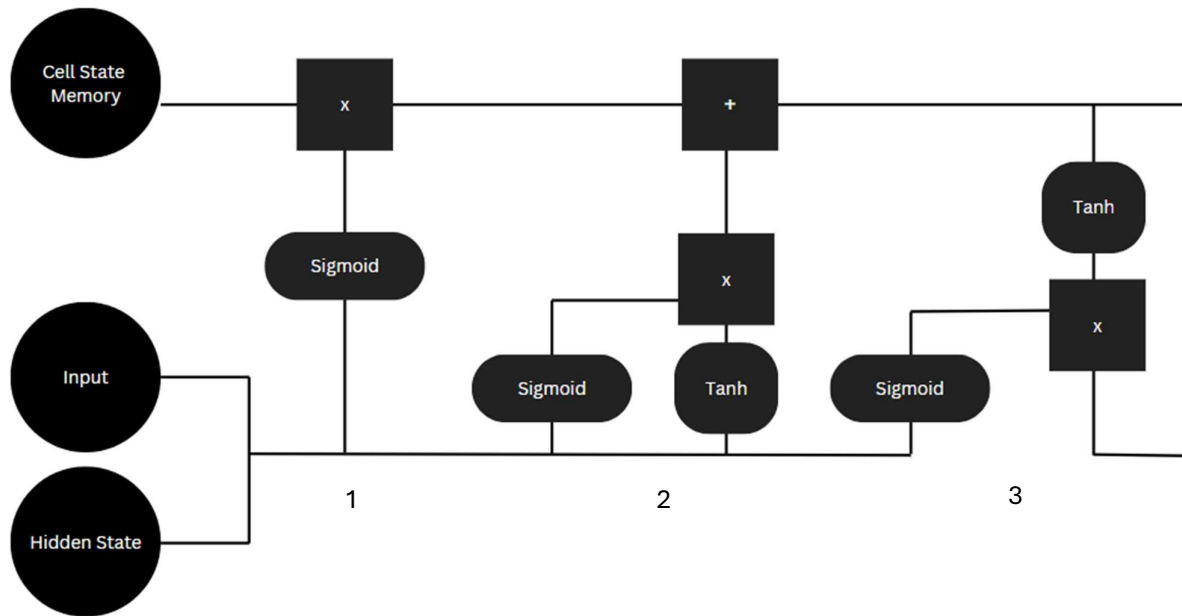 Cell State
Memory
x
+
Tanh
Sigmoid
x
x
Input
Sigmoid
Tanh
Sigmoid
1
2
3
Hidden State